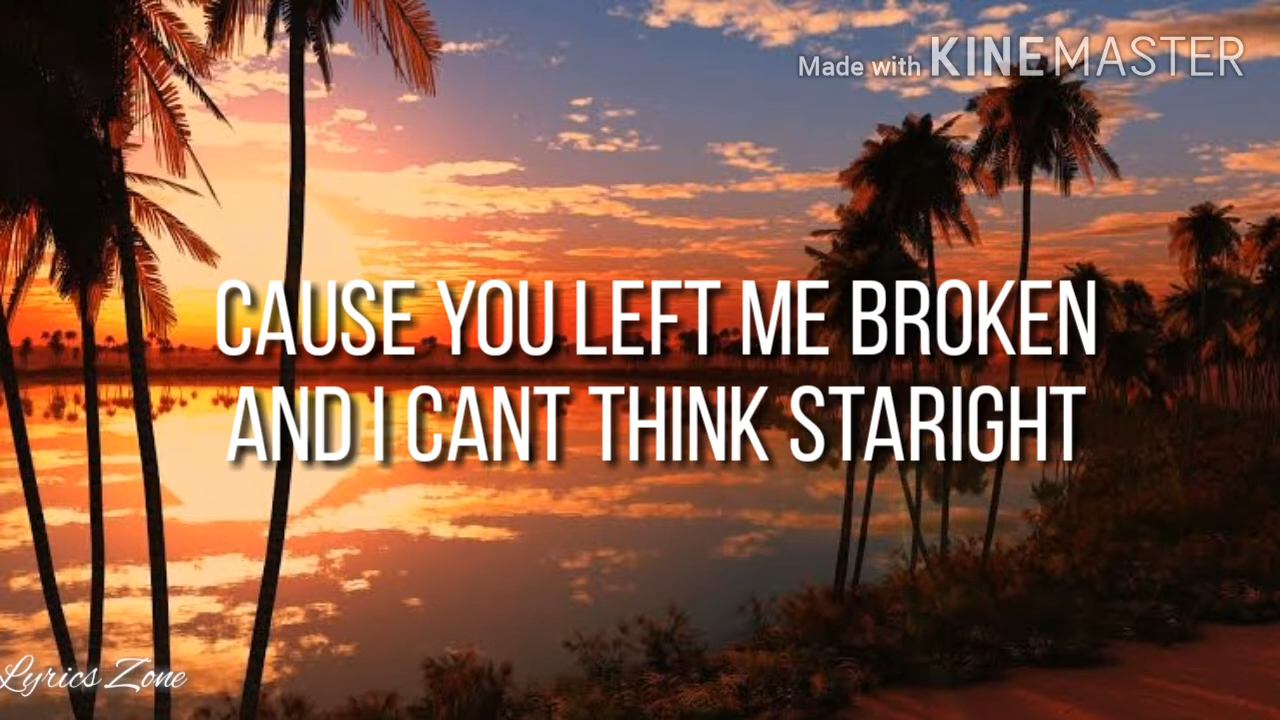 Made with KINEMASTER
CAUSE YOU LEFT ME BROKEN
AND I CANT THINK STARIGHT
Lyrics Zone